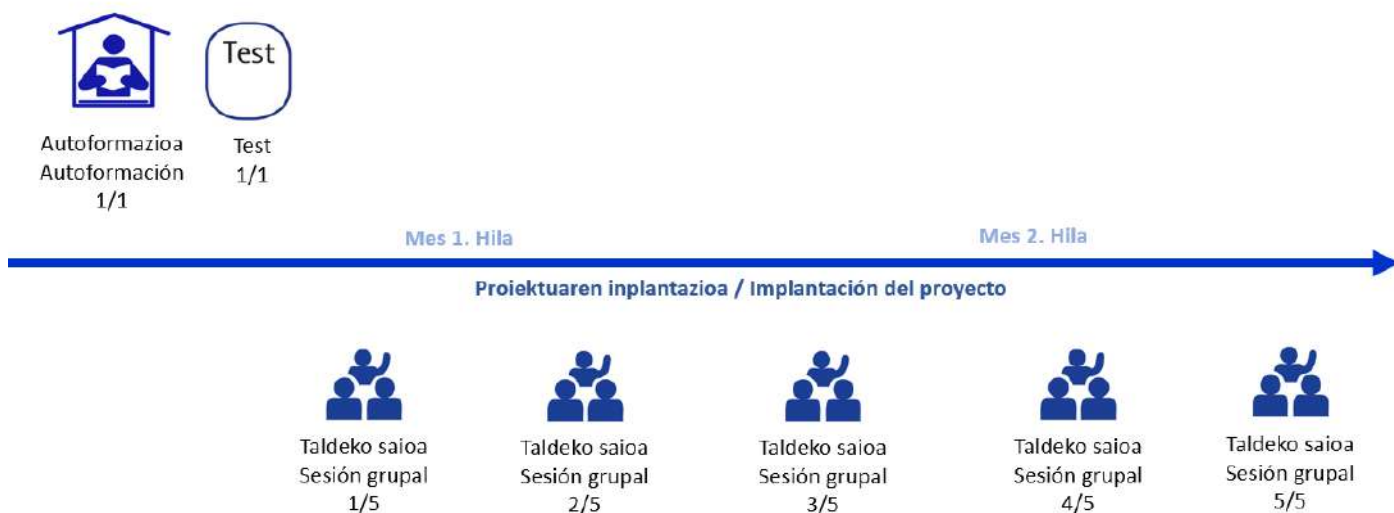 Test
Autoformazioa
Autoformación
1/1
Test
1/1
Mes 1. Hila
Mes 2. Hila
Proiektuaren inplantazioa / Implantación del proyecto
Taldeko saioa
Sesión grupal
1/5
Taldeko saioa
Sesión grupal
2/5
Taldeko saioa
Sesión grupal
3/5
Taldeko saioa
Sesión grupal
4/5
Taldeko saioa
Sesión grupal
5/5